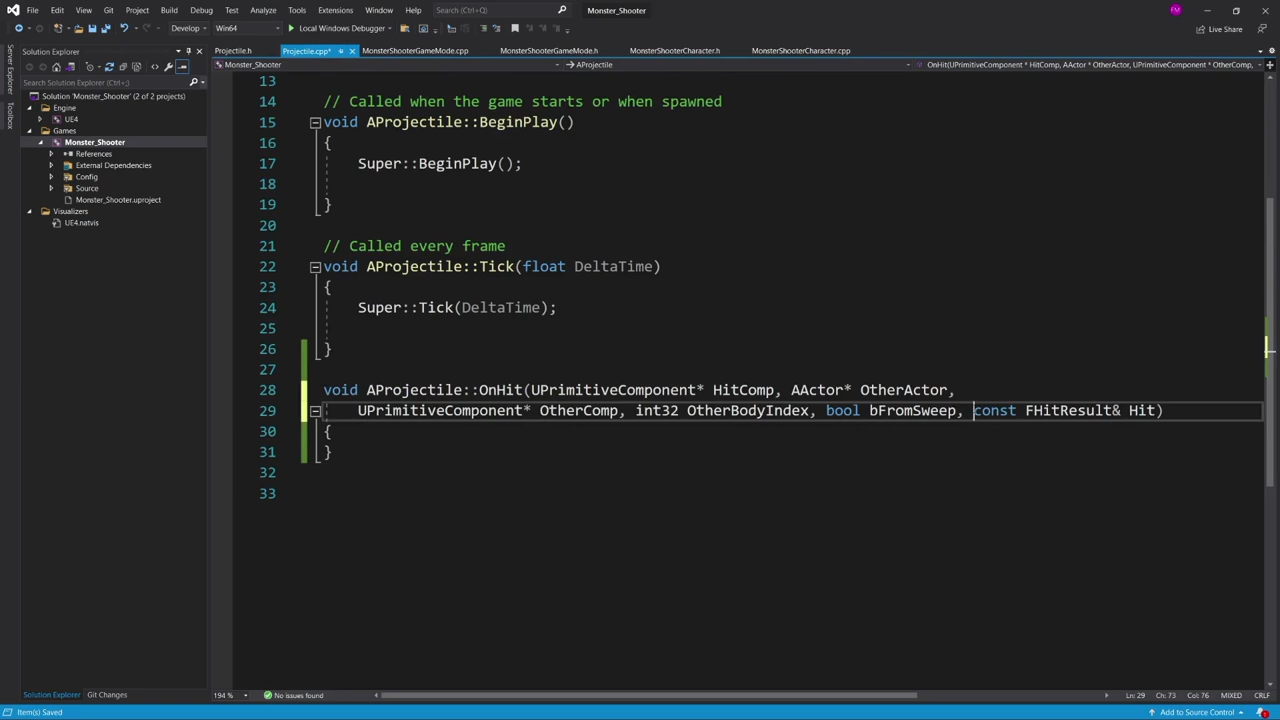 File Edit View Git Project Build Debug Test Analyze Tools Extensions Window Help Search (Ctrl+Q) Monster_Shooter FM
Develop Win64 Local Windows Debugger Live Share
Server Explorer
Toolbox
Solution Explorer
Search Solution Explorer (Ctrl+;)
Solution 'Monster_Shooter' (2 of 2 projects)
Engine
UE4
Games
Monster_Shooter
References
External Dependencies
Config
Source
Monster_Shooter.uproject
Visualizers
UE4.natvis
Solution Explorer Git Changes
Projectile.h Projectile.cpp* MonsterShooterGameMode.cpp MonsterShooterGameMode.h MonsterShooterCharacter.h MonsterShooterCharacter.cpp
Monster_Shooter AProjectile OnHit(UPrimitiveComponent * HitComp, AActor * OtherActor, UPrimitiveComponent * OtherComp,
13
14 // Called when the game starts or when spawned
15 void AProjectile::BeginPlay()
16 {
17 Super::BeginPlay();
18
19 }
20
21 // Called every frame
22 void AProjectile::Tick(float DeltaTime)
23 {
24 Super::Tick(DeltaTime);
25
26 }
27
28 void AProjectile::OnHit(UPrimitiveComponent* HitComp, AActor* OtherActor,
29 UPrimitiveComponent* OtherComp, int32 OtherBodyIndex, bool bFromSweep, const FHitResult& Hit)
30 {
31 }
32
33
194 % No issues found Ln: 29 Ch: 73 Col: 76 MIXED CRLF
Item(s) Saved Add to Source Control